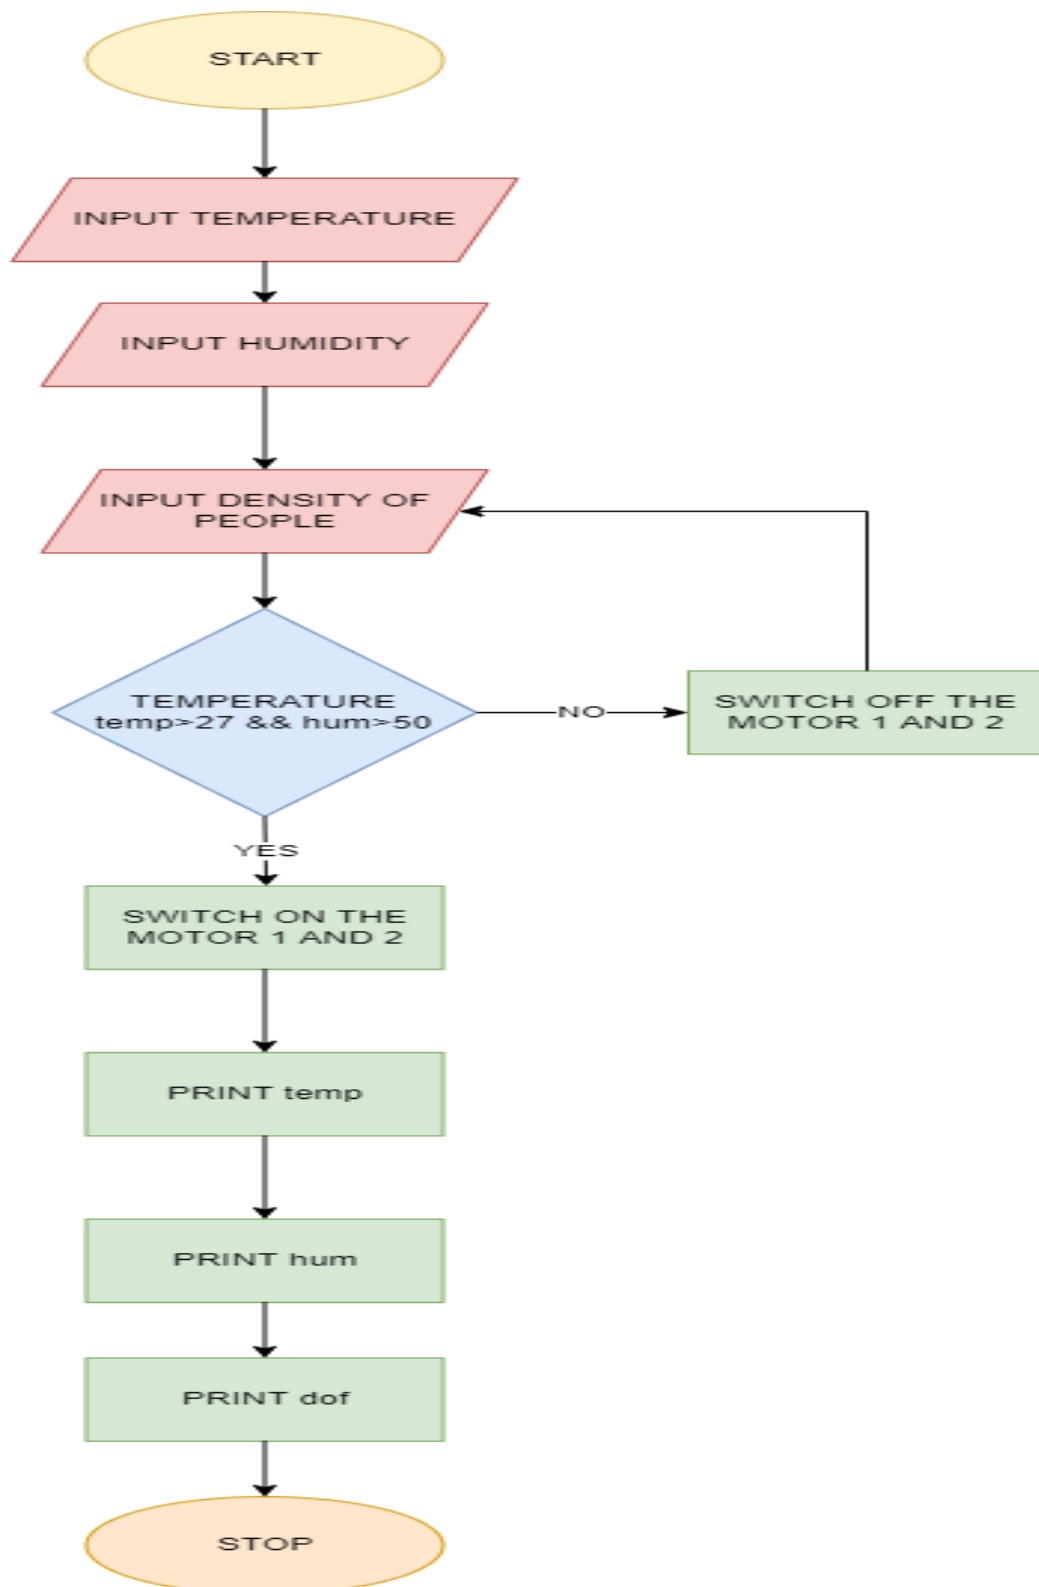 START
INPUT TEMPERATURE
INPUT HUMIDITY
INPUT DENSITY OF
PEOPLE
TEMPERATURE
temp>27 && hum>50
NO
SWITCH OFF THE
MOTOR 1 AND 2
YES
SWITCH ON THE
MOTOR 1 AND 2
PRINT temp
PRINT hum
PRINT dof
STOP